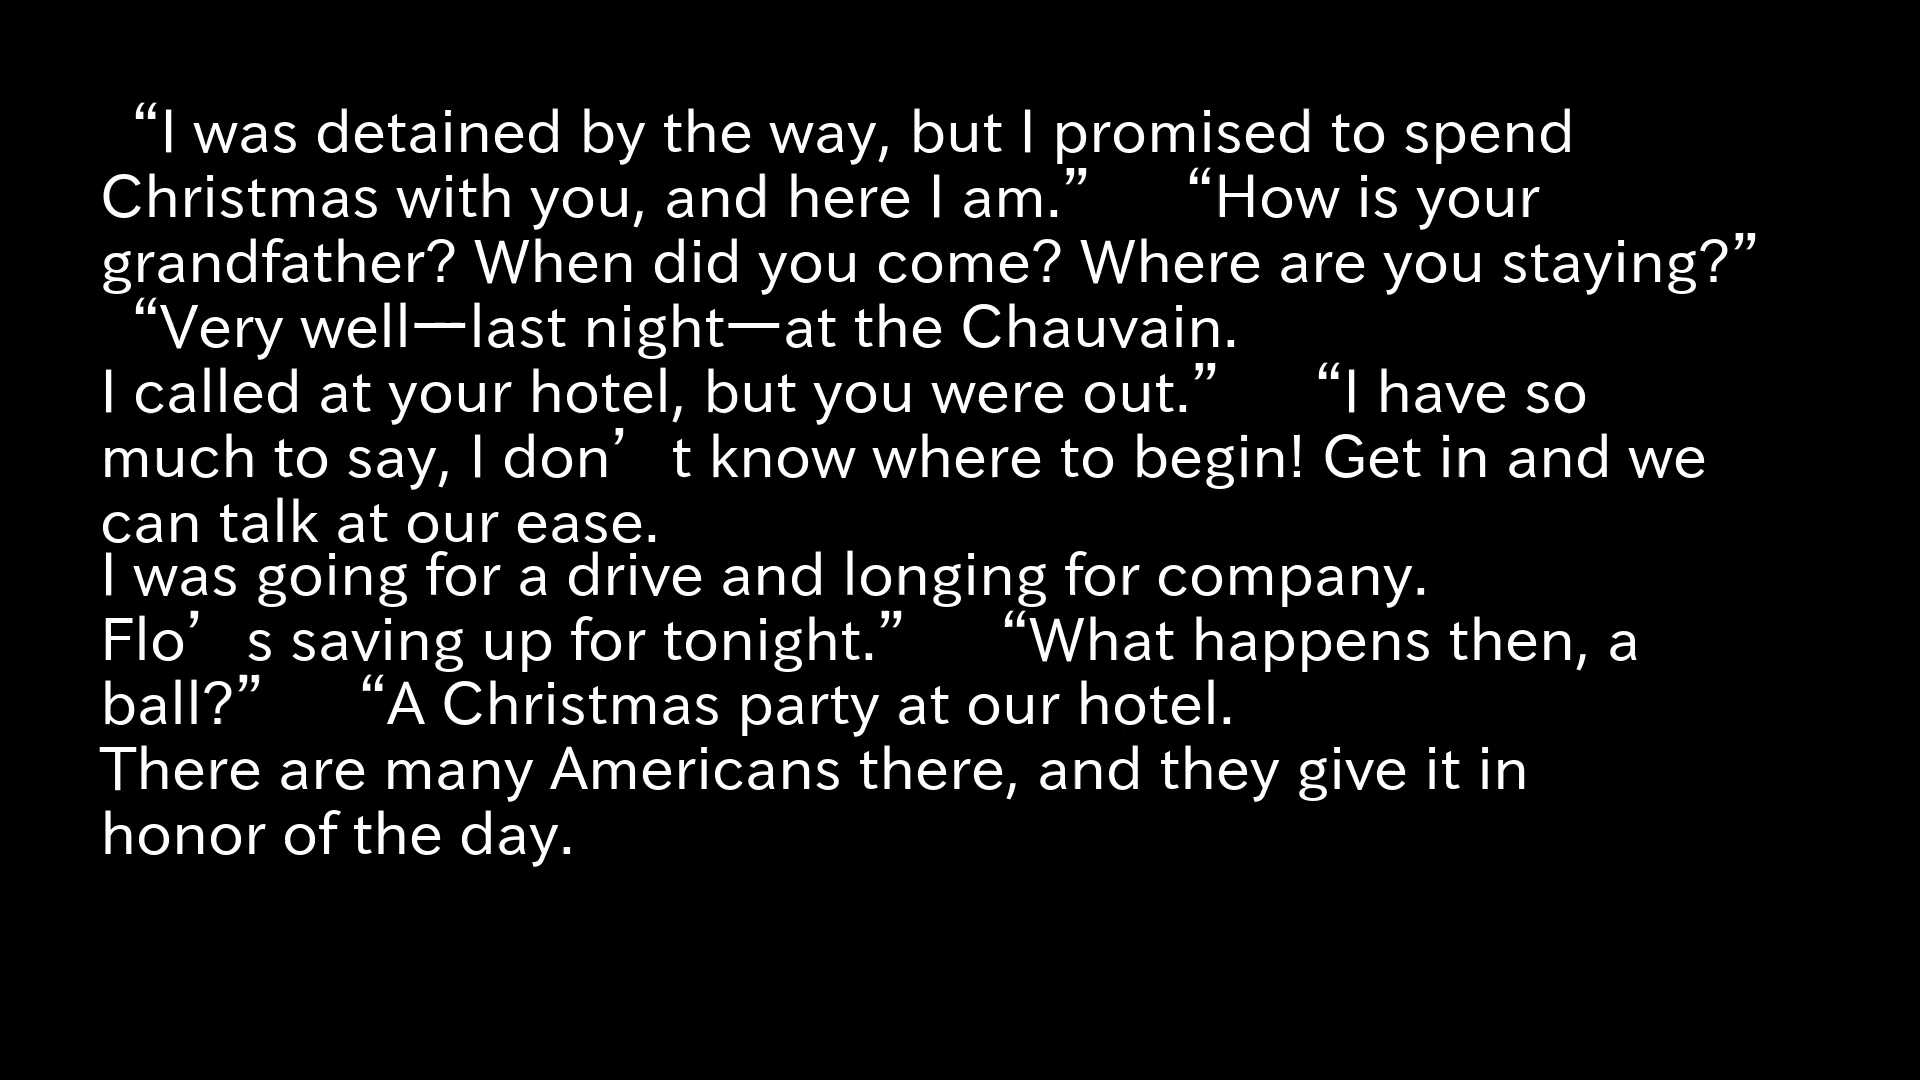 “I was detained by the way, but I promised to spend
Christmas with you, and here I am.” “How is your
grandfather? When did you come? Where are you staying?”
“Very well—last night—at the Chauvain.
I called at your hotel, but you were out.” “I have so
much to say, I don’t know where to begin! Get in and we
can talk at our ease.
I was going for a drive and longing for company.
Flo’s saving up for tonight.” “What happens then, a
ball?” “A Christmas party at our hotel.
There are many Americans there, and they give it in
honor of the day.